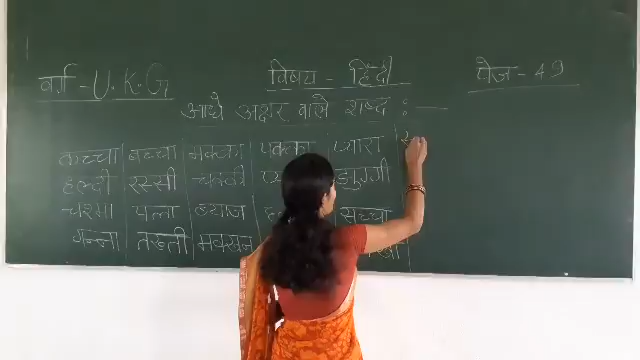 वर्ग - U.K.G विषय - हिंदी पेज - 49
आधे अक्षर वाले शब्द :-
कच्चा बच्चा मक्का पक्का प्यारा
हल्दी रस्सी चक्की
चश्मा पत्ता ब्याज सच्चा
गन्ना तख्ती मक्खन